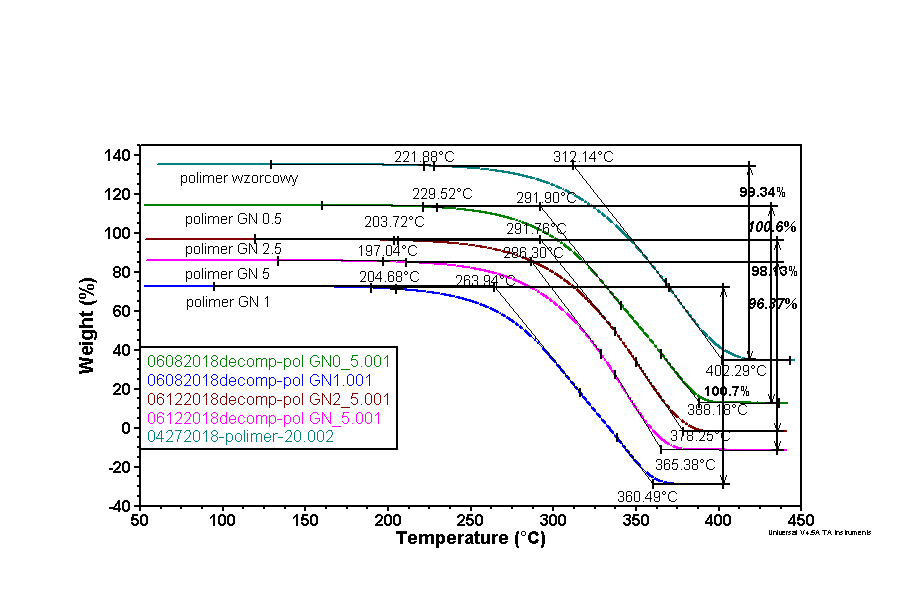 140
120
100
80
60
40
20
0
-20
-40
Weight (%)
221.88°C
312.14°C
polimer wzorcowy
99.34%
229.52°C
291.90°C
polimer GN 0.5
203.72°C
291.76°C
100.6%
polimer GN 2.5
197.04°C
286.30°C
polimer GN 5
98.13%
204.68°C
263.94°C
polimer GN 1
96.87%
06082018decomp-pol GN0_5.001
06082018decomp-pol GN1.001
06122018decomp-pol GN2_5.001
06122018decomp-pol GN_5.001
04272018-polimer-20.002
402.29°C
100.7%
388.18°C
378.25°C
365.38°C
360.49°C
50 100 150 200 250 300 350 400 450
Temperature (°C)
Universal V4.5A TA Instruments